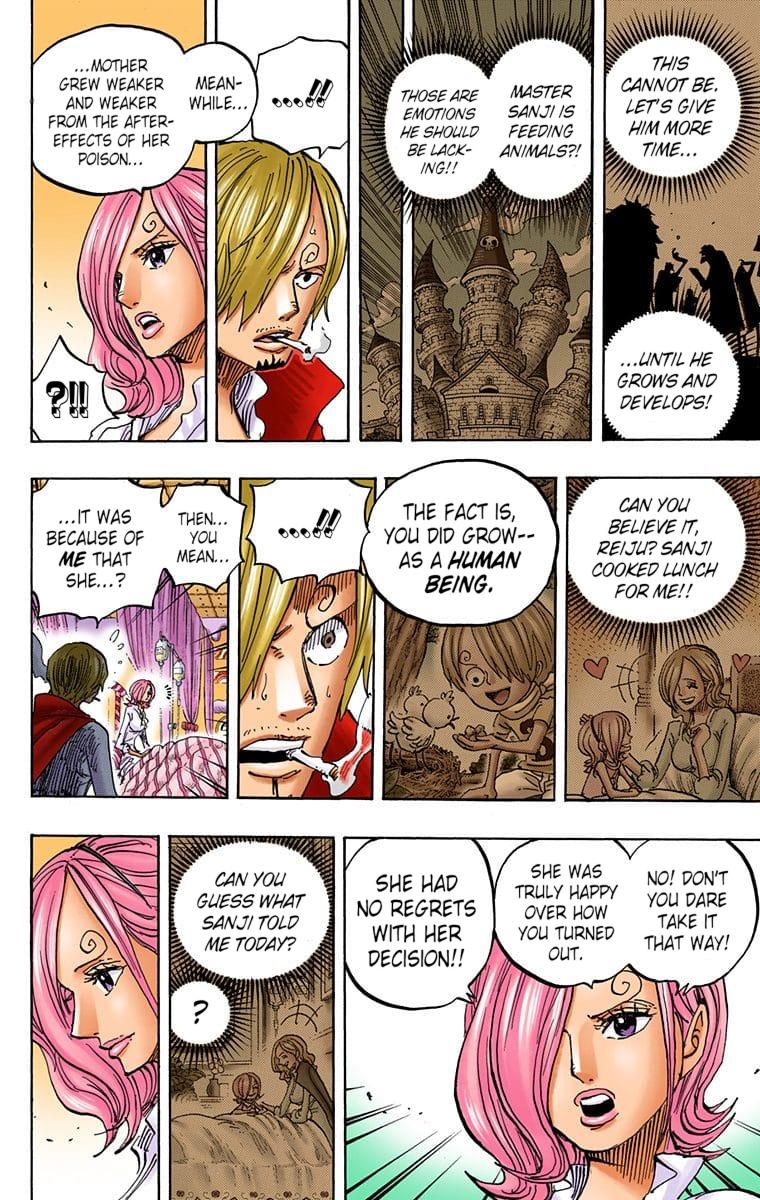 THIS
CANNOT BE.
LET'S GIVE
HIM MORE
TIME...
...UNTIL HE
GROWS AND
DEVELOPS!
MASTER
SANJI IS
FEEDING
ANIMALS?!
THOSE ARE
EMOTIONS
HE SHOULD
BE LACK-
ING!!
...!!
MEAN-
WHILE...
...MOTHER
GREW WEAKER
AND WEAKER
FROM THE AFTER-
EFFECTS OF HER
POISON...
?!!
CAN YOU
BELIEVE IT,
REIJU? SANJI
COOKED LUNCH
FOR ME!!
THE FACT IS,
YOU DID GROW--
AS A HUMAN
BEING.
...!!
THEN...
YOU
MEAN...
...IT WAS
BECAUSE OF
ME THAT
SHE...?
NO! DON'T
YOU DARE
TAKE IT
THAT WAY!
SHE WAS
TRULY HAPPY
OVER HOW
YOU TURNED
OUT.
SHE HAD
NO REGRETS
WITH HER
DECISION!!
CAN YOU
GUESS WHAT
SANJI TOLD
ME TODAY?
?